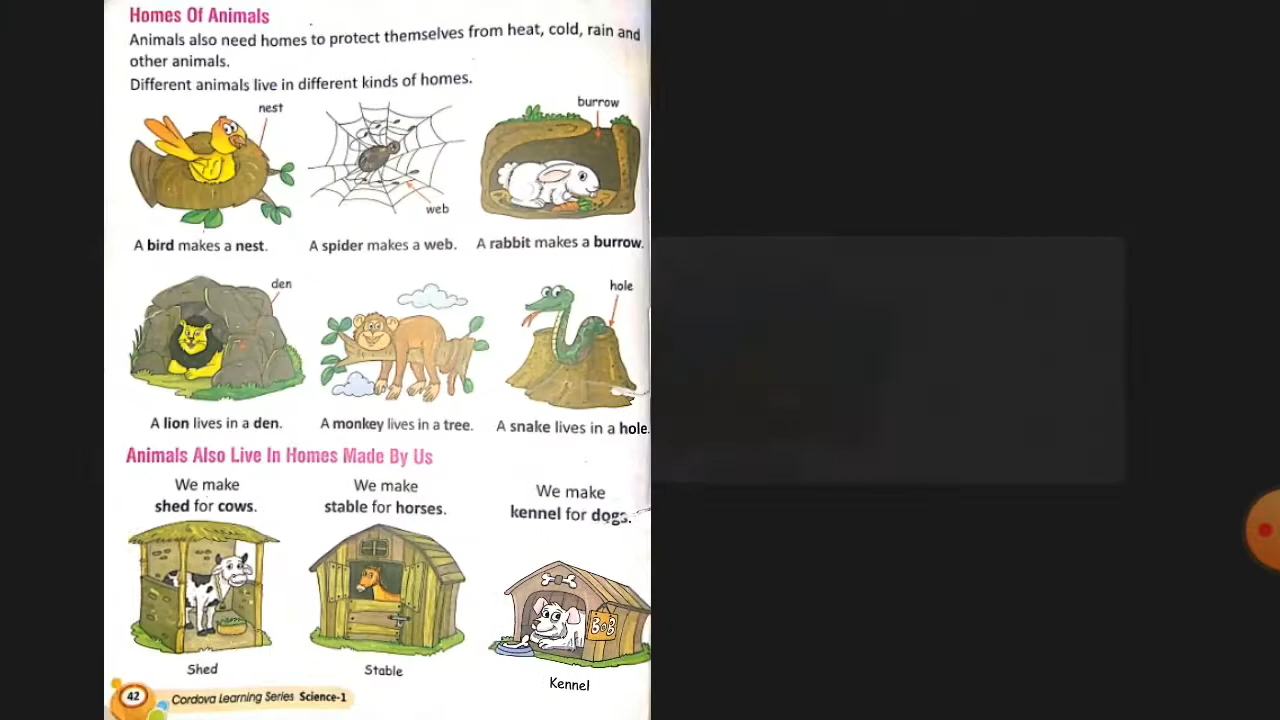 Homes Of Animals
Animals also need homes to protect themselves from heat, cold, rain and
other animals.
Different animals live in different kinds of homes.
nest
web
burrow
A bird makes a nest.
A spider makes a web.
A rabbit makes a burrow.
den
hole
A lion lives in a den.
A monkey lives in a tree.
A snake lives in a hole.
Animals Also Live In Homes Made By Us
We make
shed for cows.
We make
stable for horses.
We make
kennel for dogs.
BOB
Shed
Stable
Kennel
42
Cordova Learning Series Science-1